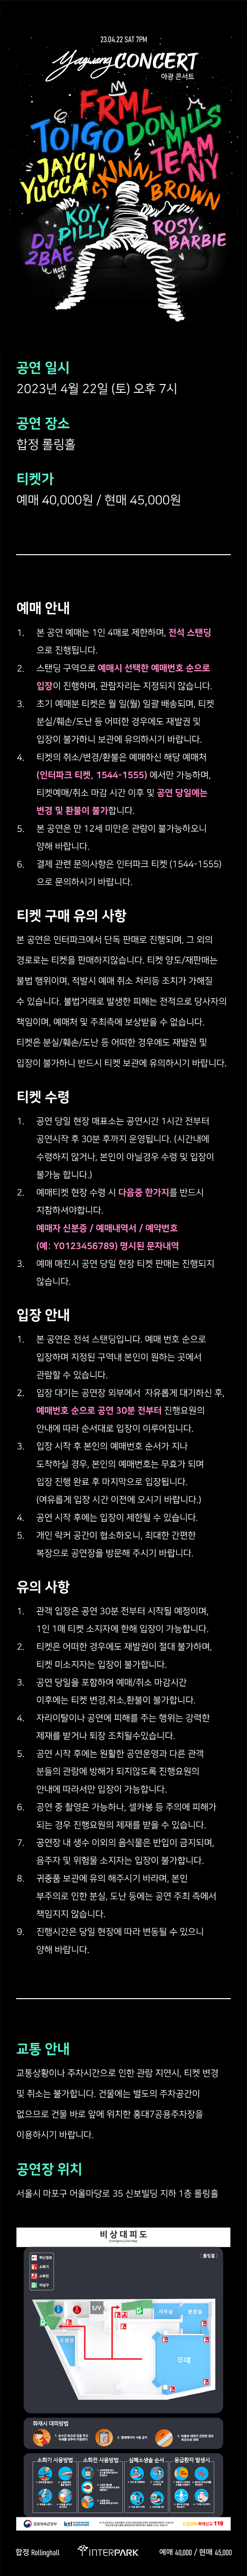 23.04.22 SAT 7PM
Yagwang CONCERT
야광 콘서트
FRML
TOIGO
DON MILLS
JAYCI YUCCA
SKINNY BROWN
TEAM NY
KOY PILLY
ROSY BARBIE
DJ 2BAE
HOST DJ
공연 일시
2023년 4월 22일 (토) 오후 7시
공연 장소
합정 롤링홀
티켓가
예매 40,000원 / 현매 45,000원
예매 안내
1. 본 공연 예매는 1인 4매로 제한하며, 전석 스탠딩
으로 진행됩니다.
2. 스탠딩 구역으로 예매시 선택한 예매번호 순으로
입장이 진행하며, 관람자리는 지정되지 않습니다.
3. 초기 예매분 티켓은 월 일(월) 일괄 배송되며, 티켓
분실/훼손/도난 등 어떠한 경우에도 재발권 및
입장이 불가하니 보관에 유의하시기 바랍니다.
4. 티켓의 취소/변경/환불은 예매하신 해당 예매처
(인터파크 티켓, 1544-1555) 에서만 가능하며,
티켓예매/취소 마감 시간 이후 및 공연 당일에는
변경 및 환불이 불가합니다.
5. 본 공연은 만 12세 미만은 관람이 불가능하오니
양해 바랍니다.
6. 결제 관련 문의사항은 인터파크 티켓 (1544-1555)
으로 문의하시기 바랍니다.
티켓 구매 유의 사항
본 공연은 인터파크에서 단독 판매로 진행되며, 그 외의
경로로는 티켓을 판매하지않습니다. 티켓 양도/재판매는
불법 행위이며, 적발시 예매 취소 처리등 조치가 가해질
수 있습니다. 불법거래로 발생한 피해는 전적으로 당사자의
책임이며, 예매처 및 주최측에 보상받을 수 없습니다.
티켓은 분실/훼손/도난 등 어떠한 경우에도 재발권 및
입장이 불가하니 반드시 티켓 보관에 유의하시기 바랍니다.
티켓 수령
1. 공연 당일 현장 매표소는 공연시간 1시간 전부터
공연시작 후 30분 후까지 운영됩니다. (시간내에
수령하지 않거나, 본인이 아닐경우 수령 및 입장이
불가능 합니다.)
2. 예매티켓 현장 수령 시 다음중 한가지를 반드시
지참하셔야합니다.
예매자 신분증 / 예매내역서 / 예약번호
(예: Y0123456789) 명시된 문자내역
3. 예매 매진시 공연 당일 현장 티켓 판매는 진행되지
않습니다.
입장 안내
1. 본 공연은 전석 스탠딩입니다. 예매 번호 순으로
입장하며 지정된 구역내 본인이 원하는 곳에서
관람할 수 있습니다.
2. 입장 대기는 공연장 외부에서 자유롭게 대기하신 후,
예매번호 순으로 공연 30분 전부터 진행요원의
안내에 따라 순서대로 입장이 이루어집니다.
3. 입장 시작 후 본인의 예매번호 순서가 지나
도착하실 경우, 본인의 예매번호는 무효가 되며
입장 진행 완료 후 마지막으로 입장됩니다.
(여유롭게 입장 시간 이전에 오시기 바랍니다.)
4. 공연 시작 후에는 입장이 제한될 수 있습니다.
5. 개인 락커 공간이 협소하오니, 최대한 간편한
복장으로 공연장을 방문해 주시기 바랍니다.
유의 사항
1. 관객 입장은 공연 30분 전부터 시작될 예정이며,
1인 1매 티켓 소지자에 한해 입장이 가능합니다.
2. 티켓은 어떠한 경우에도 재발권이 절대 불가하며,
티켓 미소지자는 입장이 불가합니다.
3. 공연 당일을 포함하여 예매/취소 마감시간
이후에는 티켓 변경.취소,환불이 불가합니다.
4. 자리이탈이나 공연에 피해를 주는 행위는 강력한
제재를 받거나 퇴장 조치될수있습니다.
5. 공연 시작 후에는 원활한 공연운영과 다른 관객
분들의 관람에 방해가 되지않도록 진행요원의
안내에 따라서만 입장이 가능합니다.
6. 공연 중 촬영은 가능하나, 셀카봉 등 주의에 피해가
되는 경우 진행요원의 제재를 받을 수 있습니다.
7. 공연장 내 생수 이외의 음식물은 반입이 금지되며,
음주자 및 위험물 소지자는 입장이 불가합니다.
8. 귀중품 보관에 유의 해주시기 바라며, 본인
부주의로 인한 분실, 도난 등에는 공연 주최 측에서
책임지지 않습니다.
9. 진행시간은 당일 현장에 따라 변동될 수 있으니
양해 바랍니다.
교통 안내
교통상황이나 주차시간으로 인한 관람 지연시, 티켓 변경
및 취소는 불가합니다. 건물에는 별도의 주차공간이
없으므로 건물 바로 앞에 위치한 홍대7공용주차장을
이용하시기 바랍니다.
공연장 위치
서울시 마포구 어울마당로 35 신보빌딩 지하 1층 롤링홀
비상대피도
Emergency Exit Map
롤링홀
소화기
소화전
비상구
E/V
무대
화재시 대피방법
소화기 사용방법
소화전 사용방법
심폐소생술 순서
응급환자 발생시
ktl
119
합정 Rollinghall
INTERPARK
예매 40,000 / 현매 45,000